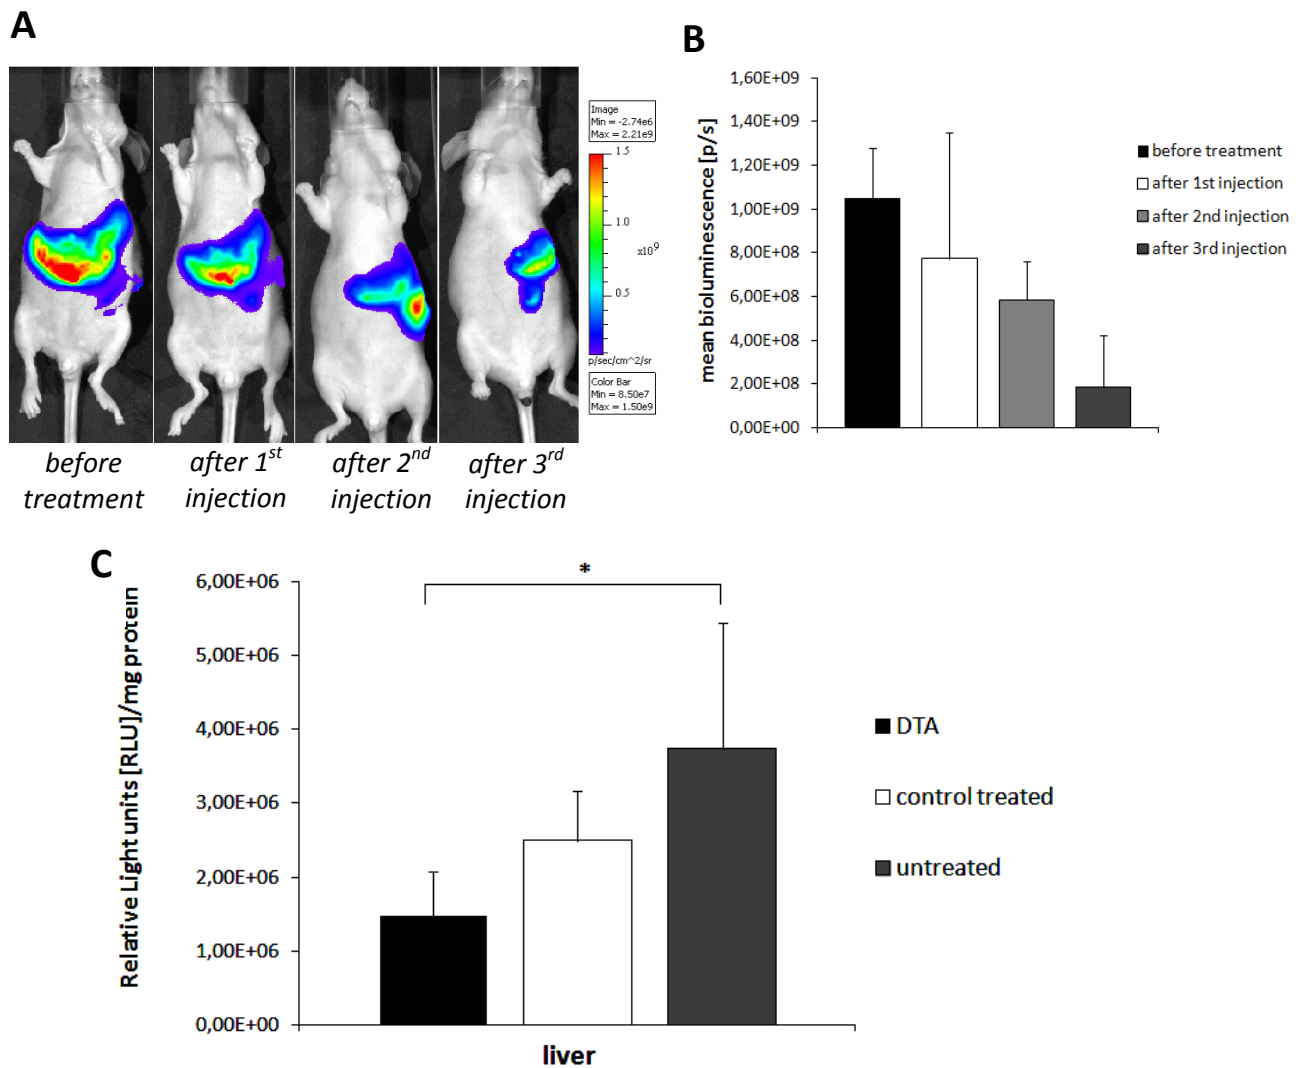 A
Image
Min = -2.74e6
Max = 2.21e9
1.5
1.0
x10^9
0.5
p/sec/cm^2/sr
Color Bar
Min = 8.50e7
Max = 1.50e9
before treatment
after 1st injection
after 2nd injection
after 3rd injection
B
mean bioluminescence [p/s]
1,60E+09
1,40E+09
1,20E+09
1,00E+09
8,00E+08
6,00E+08
4,00E+08
2,00E+08
0,00E+00
before treatment
after 1st injection
after 2nd injection
after 3rd injection
C
Relative Light units [RLU]/mg protein
6,00E+06
5,00E+06
4,00E+06
3,00E+06
2,00E+06
1,00E+06
0,00E+00
*
liver
DTA
control treated
untreated